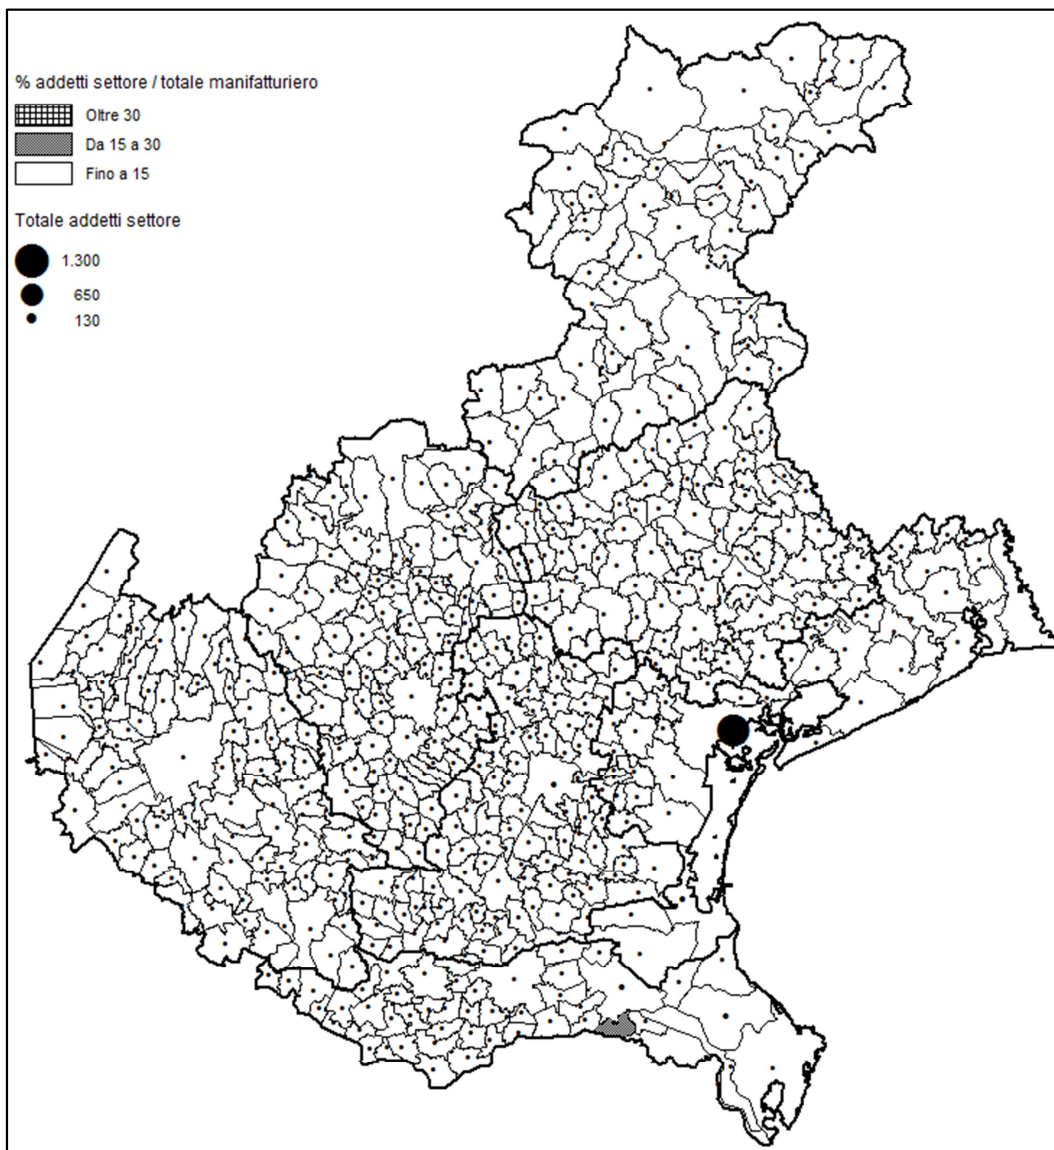 % addetti settore / totale manifatturiero
Oltre 30
Da 15 a 30
Fino a 15
Totale addetti settore
1.300
650
130